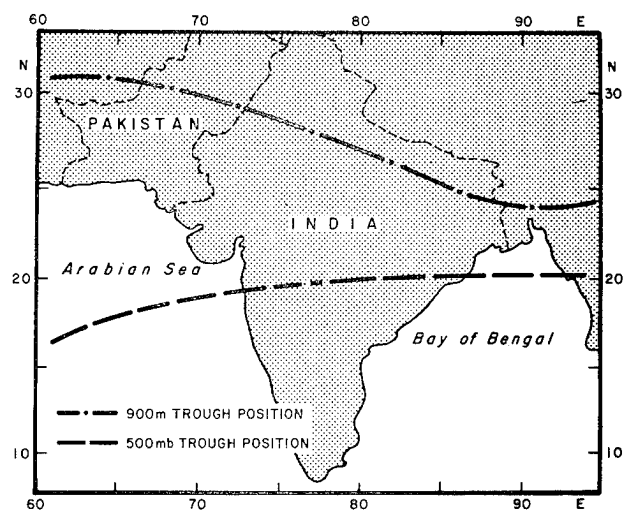 60 70 80 90 E
N N
30 30
PAKISTAN
INDIA
Arabian Sea
20 20
Bay of Bengal
900m TROUGH POSITION
500mb TROUGH POSITION
10 10
60 70 80 90 E